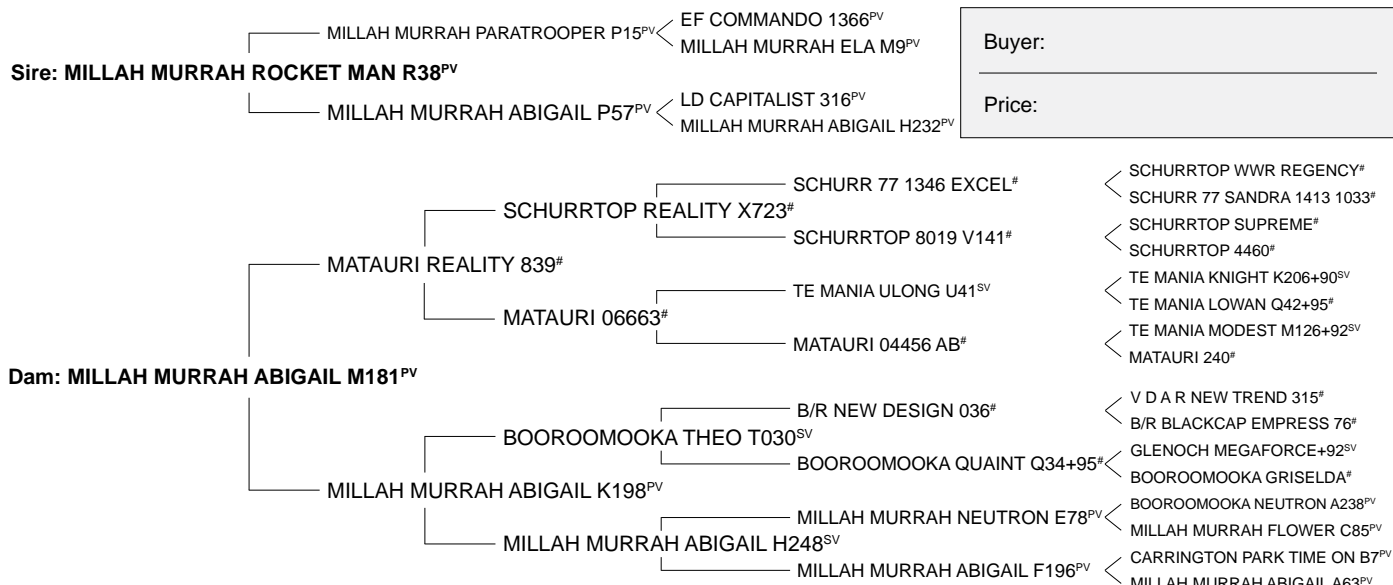 EF COMMANDO 1366PV
MILLAH MURRAH PARATROOPER P15PV
MILLAH MURRAH ELA M9PV
Sire: MILLAH MURRAH ROCKET MAN R38PV
LD CAPITALIST 316PV
MILLAH MURRAH ABIGAIL P57PV
MILLAH MURRAH ABIGAIL H232PV
Buyer:
Price:
SCHURRTOP WWR REGENCY#
SCHURR 77 1346 EXCEL#
SCHURR 77 SANDRA 1413 1033#
SCHURRTOP REALITY X723#
SCHURRTOP SUPREME#
SCHURRTOP 8019 V141#
SCHURRTOP 4460#
MATAURI REALITY 839#
TE MANIA KNIGHT K206+90SV
TE MANIA ULONG U41SV
TE MANIA LOWAN Q42+95#
MATAURI 06663#
TE MANIA MODEST M126+92SV
MATAURI 04456 AB#
MATAURI 240#
Dam: MILLAH MURRAH ABIGAIL M181PV
V D A R NEW TREND 315#
B/R NEW DESIGN 036#
B/R BLACKCAP EMPRESS 76#
BOOROOMOOKA THEO T030SV
GLENOCH MEGAFORCE+92SV
BOOROOMOOKA QUAINT Q34+95#
BOOROOMOOKA GRISELDA#
MILLAH MURRAH ABIGAIL K198PV
BOOROOMOOKA NEUTRON A238PV
MILLAH MURRAH NEUTRON E78PV
MILLAH MURRAH FLOWER C85PV
MILLAH MURRAH ABIGAIL H248SV
CARRINGTON PARK TIME ON B7PV
MILLAH MURRAH ABIGAIL F196PV
MILLAH MURRAH ABIGAIL A63PV